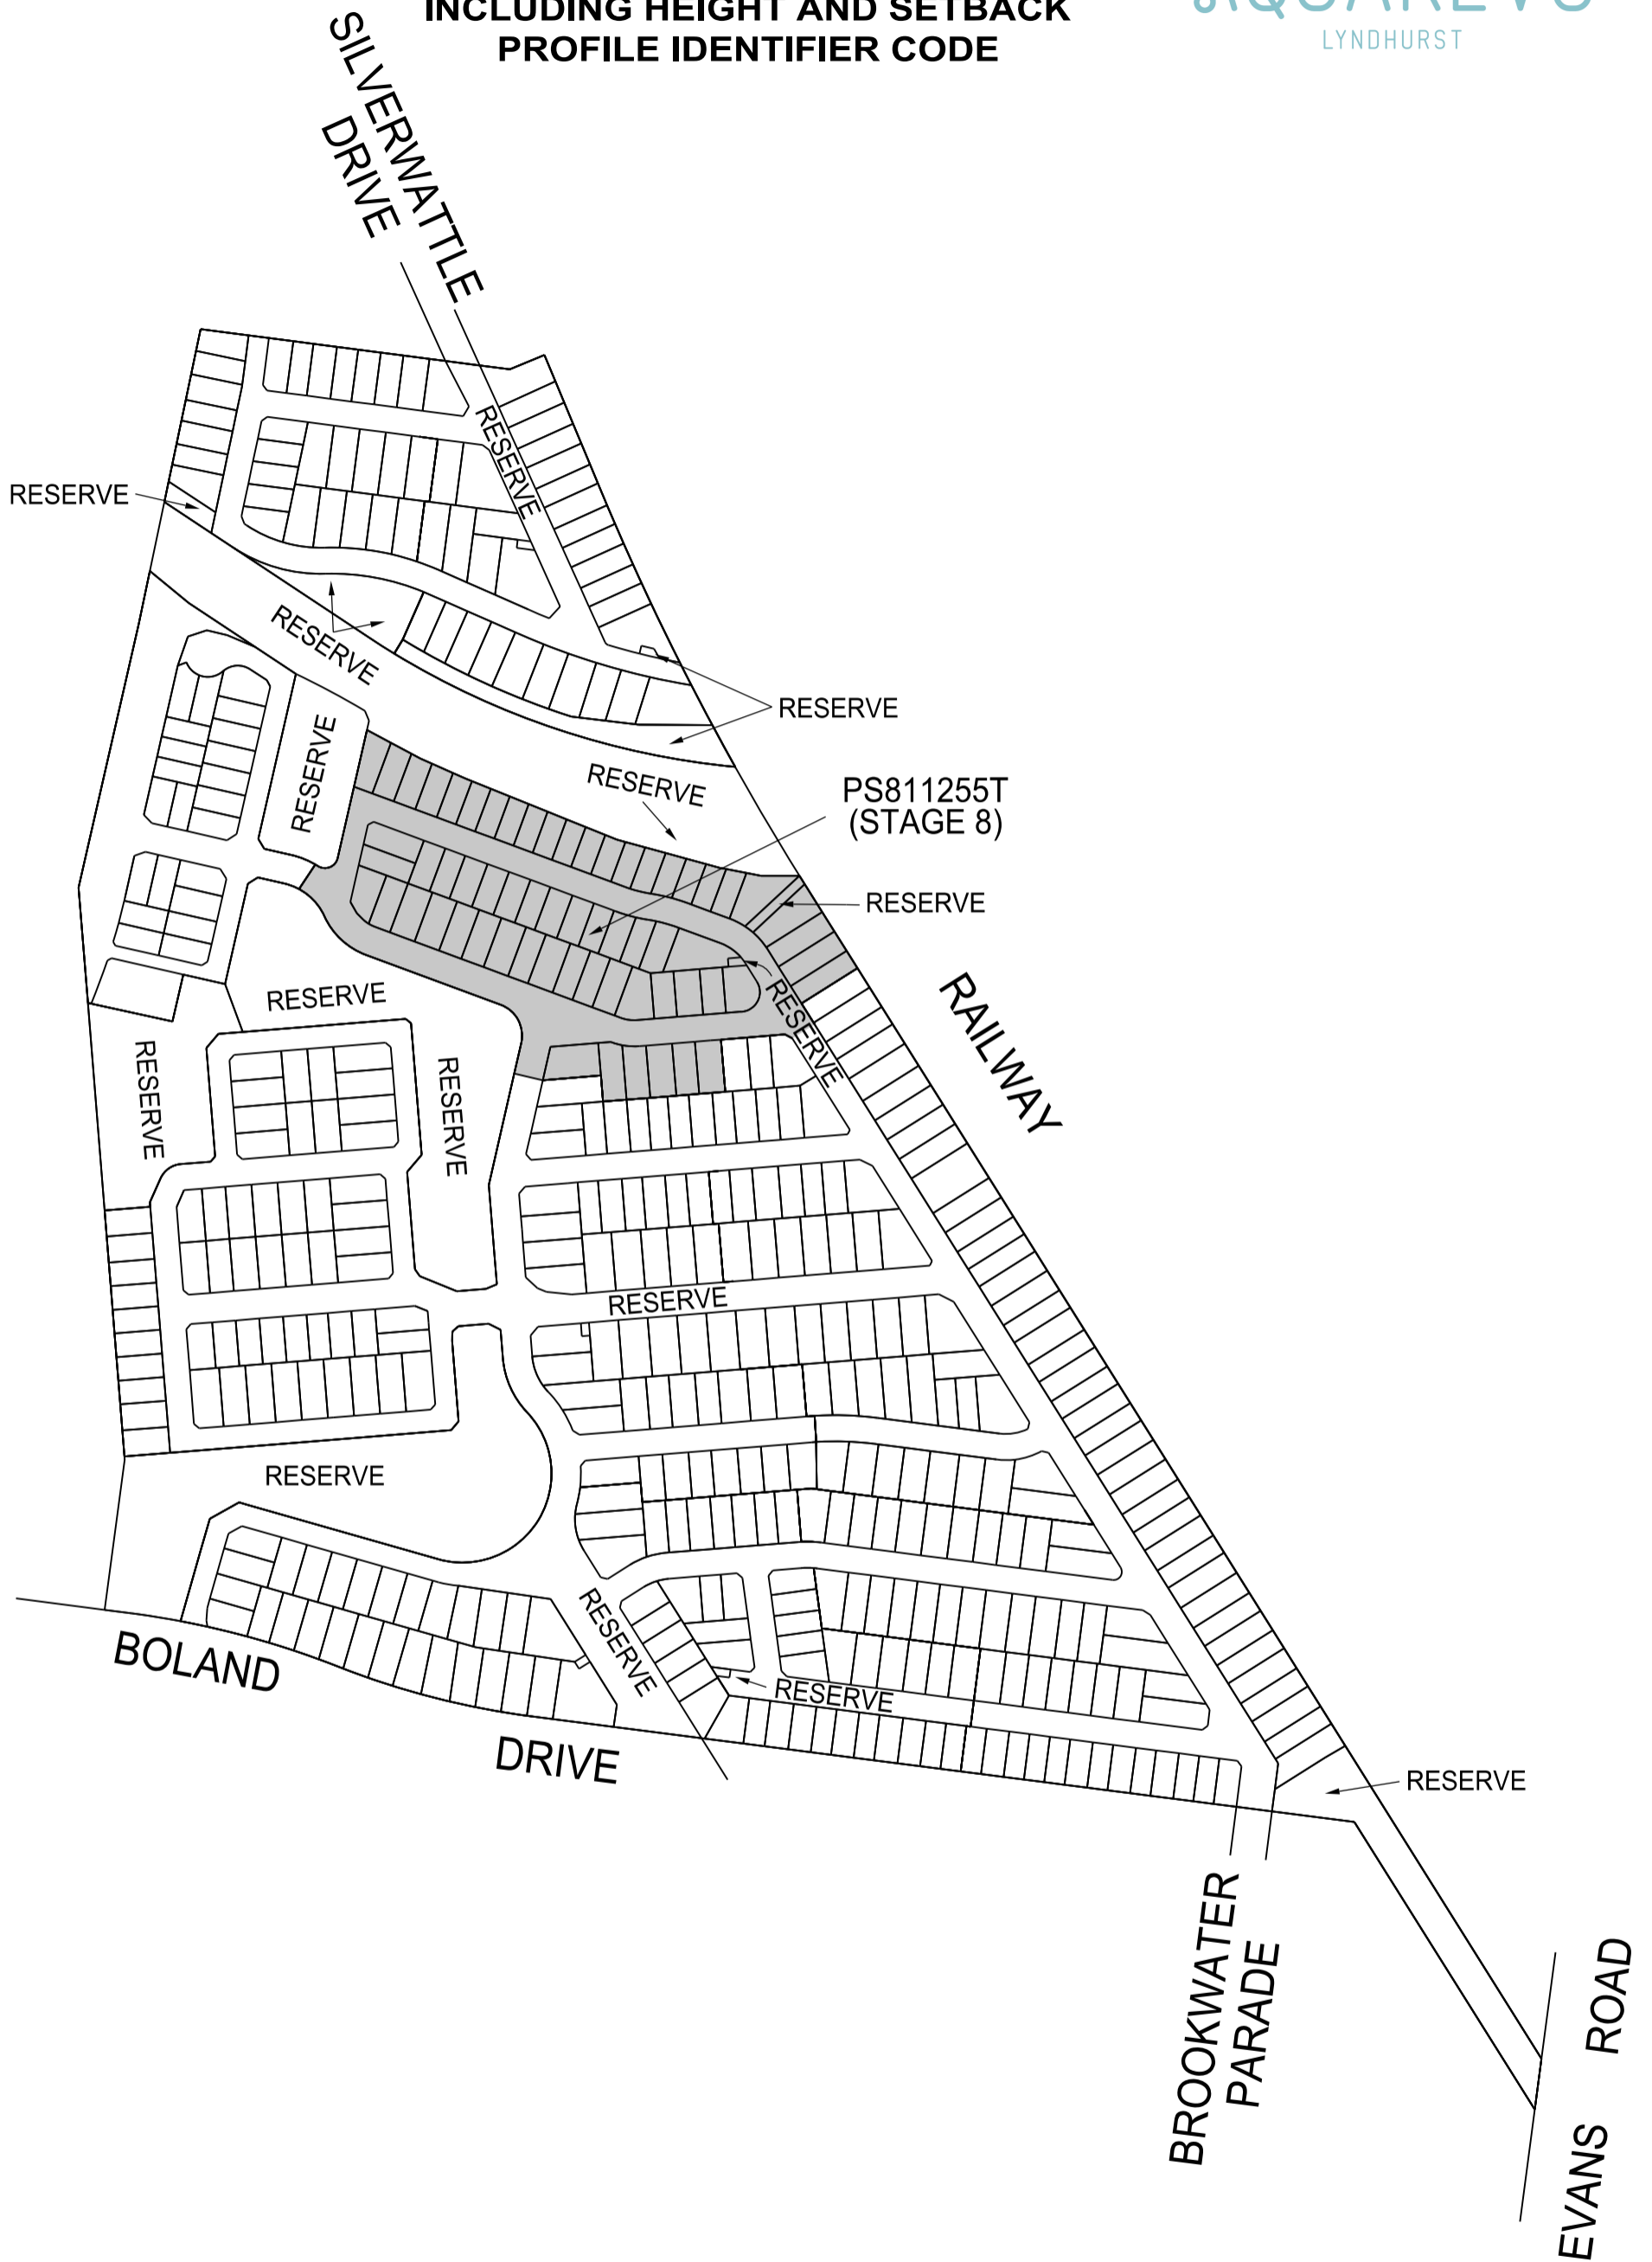 INCLUDING HEIGHT AND SETBACK
PROFILE IDENTIFIER CODE
AQUAREVO
LYNDHURST
SILVERWATTLE
DRIVE
RESERVE
RESERVE
RESERVE
RESERVE
RESERVE
RESERVE
PS811255T
(STAGE 8)
RESERVE
RESERVE
RAILWAY
RESERVE
RESERVE
RESERVE
RESERVE
RESERVE
RESERVE
RESERVE
BOLAND
DRIVE
RESERVE
BROOKWATER
PARADE
EVANS ROAD